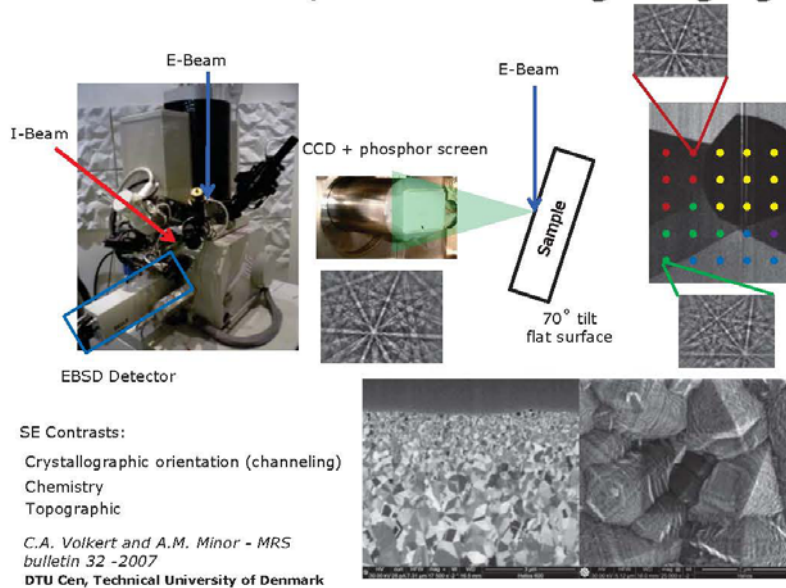 E-Beam
E-Beam
I-Beam
CCD + phosphor screen
Sample
70° tilt
flat surface
EBSD Detector
SE Contrasts:
Crystallographic orientation (channeling)
Chemistry
Topographic
C.A. Volkert and A.M. Minor - MRS
bulletin 32 -2007
DTU Cen, Technical University of Denmark